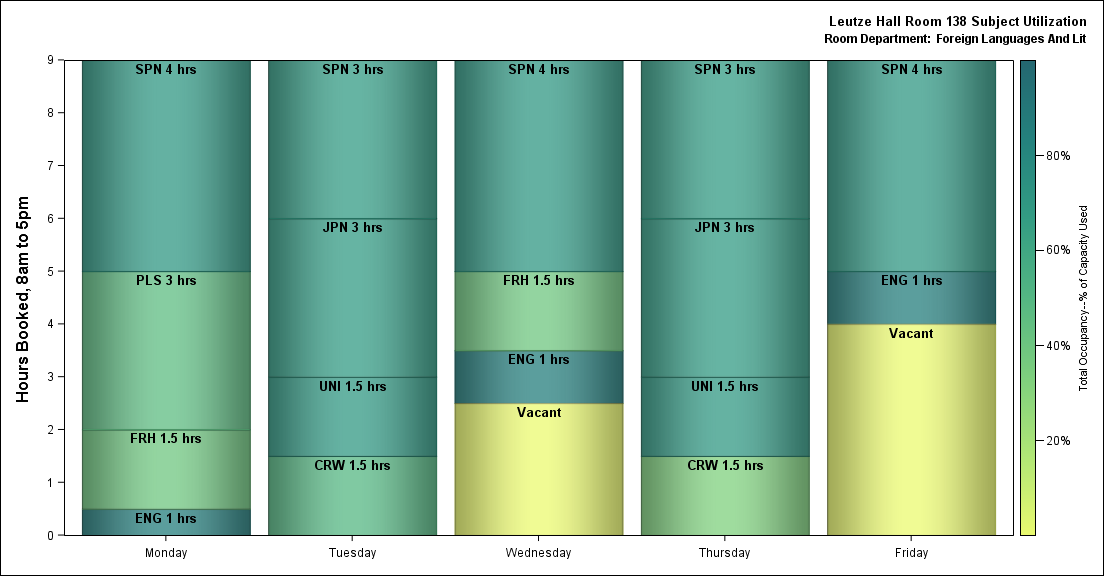 Leutze Hall Room 138 Subject Utilization
Room Department: Foreign Languages And Lit
Hours Booked, 8am to 5pm
9
8
7
6
5
4
3
2
1
0
SPN 4 hrs
PLS 3 hrs
FRH 1.5 hrs
ENG 1 hrs
SPN 3 hrs
JPN 3 hrs
UNI 1.5 hrs
CRW 1.5 hrs
SPN 4 hrs
FRH 1.5 hrs
ENG 1 hrs
Vacant
SPN 3 hrs
JPN 3 hrs
UNI 1.5 hrs
CRW 1.5 hrs
SPN 4 hrs
ENG 1 hrs
Vacant
Monday
Tuesday
Wednesday
Thursday
Friday
80%
60%
40%
20%
Total Occupancy--% of Capacity Used